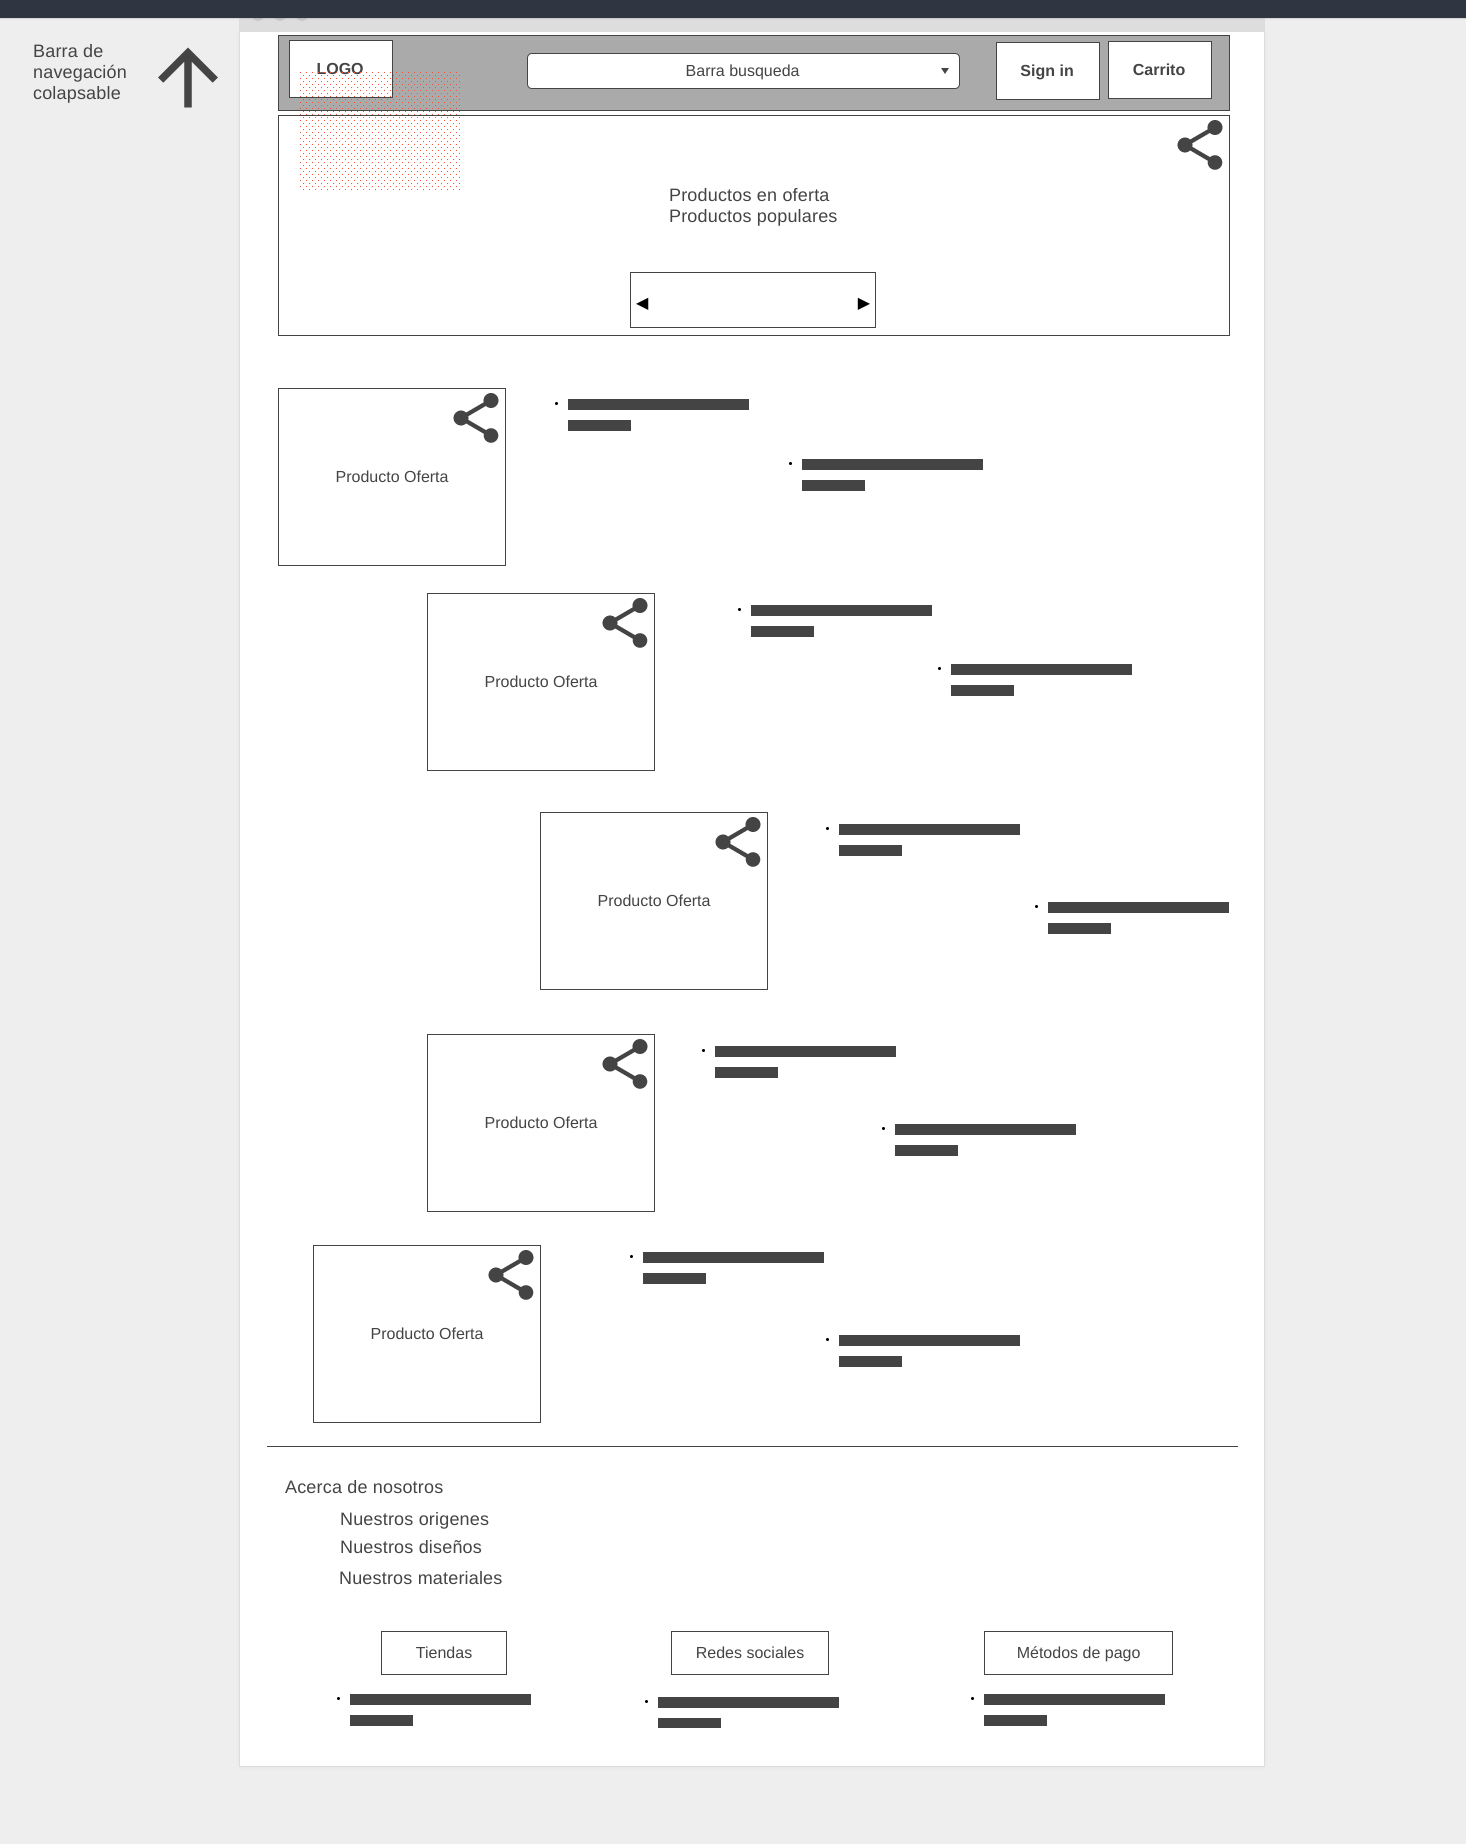 Barra de
navegación
colapsable
LOGO
Barra busqueda
Sign in
Carrito
Productos en oferta
Productos populares
Producto Oferta
Producto Oferta
Producto Oferta
Producto Oferta
Producto Oferta
Acerca de nosotros
Nuestros origenes
Nuestros diseños
Nuestros materiales
Tiendas
Redes sociales
Métodos de pago